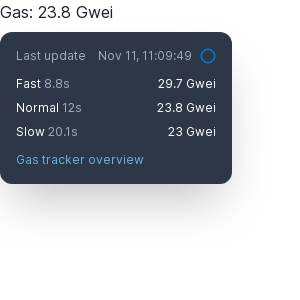 Gas: 23.8 Gwei
Last update Nov 11, 11:09:49
Fast 8.8s 29.7 Gwei
Normal 12s 23.8 Gwei
Slow 20.1s 23 Gwei
Gas tracker overview